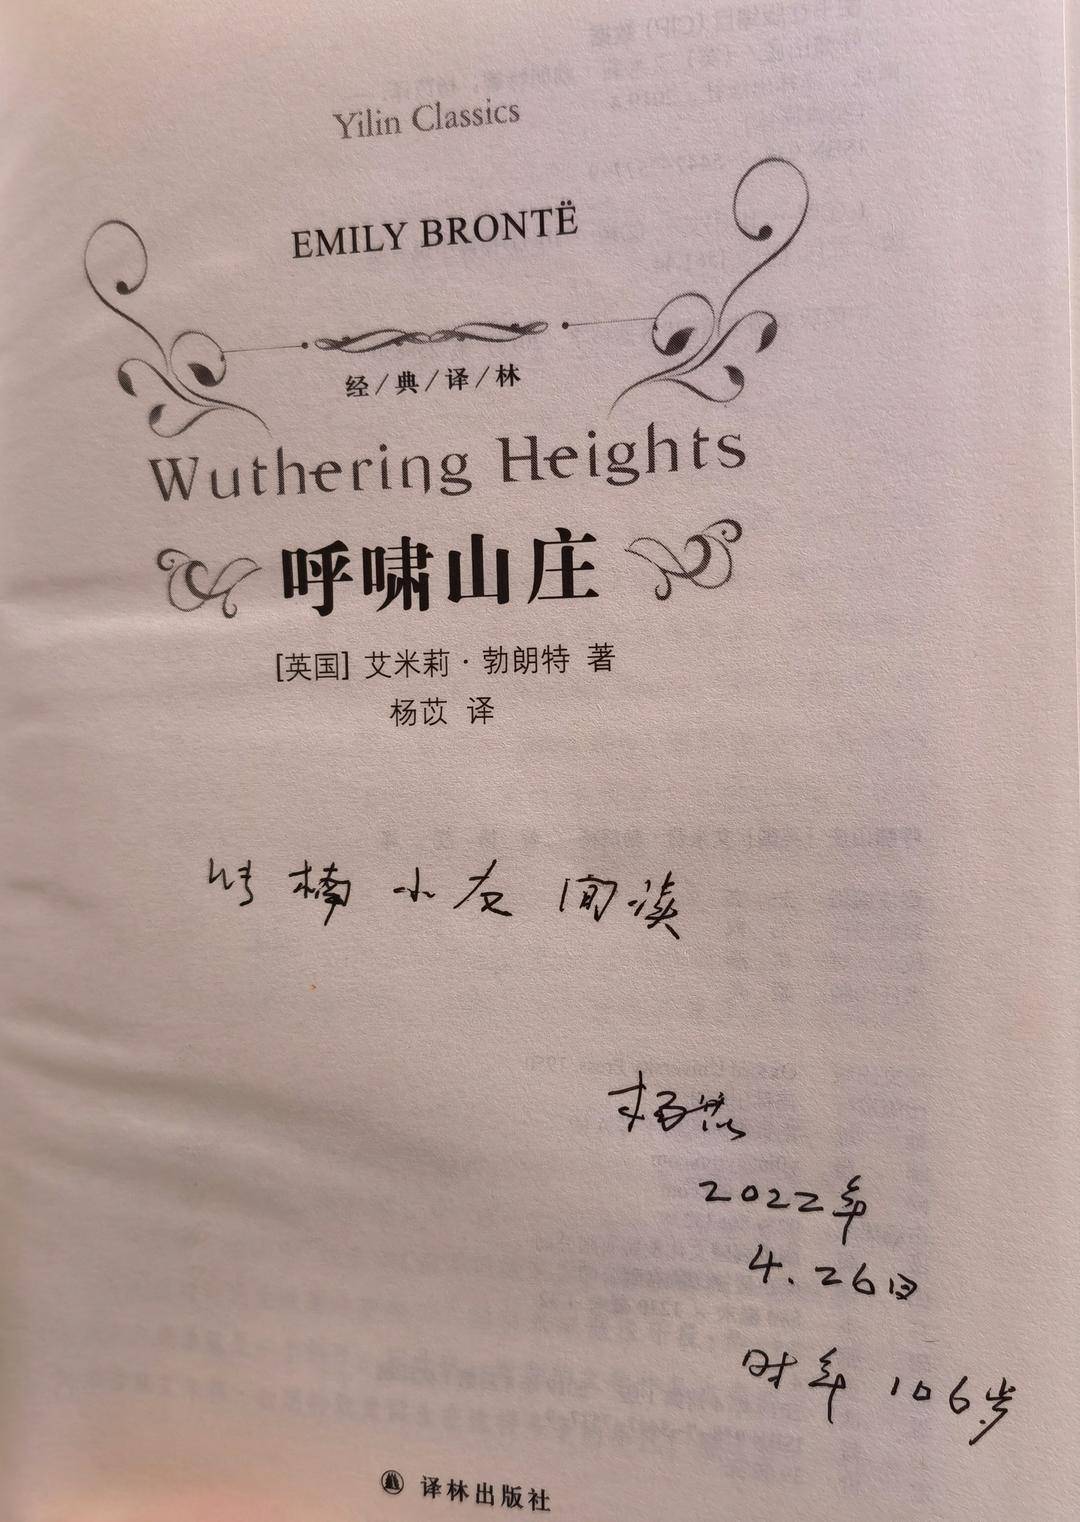 Yilin Classics
EMILY BRONTË
经/典/译/林
Wuthering Heights
呼啸山庄
[英国] 艾米莉·勃朗特 著
杨苡 译
楠 小友 阅读
杨苡
2022年
4.26日
时年 106岁
译林出版社